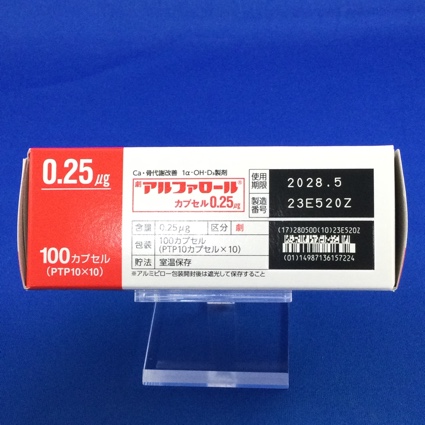 0.25μg
100カプセル
(PTP10×10)
Ca・骨代謝改善 1α-OH-D₃製剤
劇 アルファロール®
カプセル0.25μg
含量 0.25μg 区分 劇
包装 100カプセル
(PTP10カプセル×10)
貯法 室温保存
※アルミピロー包装開封後は遮光して保存すること
使用期限 2028.5
製造番号 23E520Z
(17)280500(10)23E520Z
(01)14987136157224